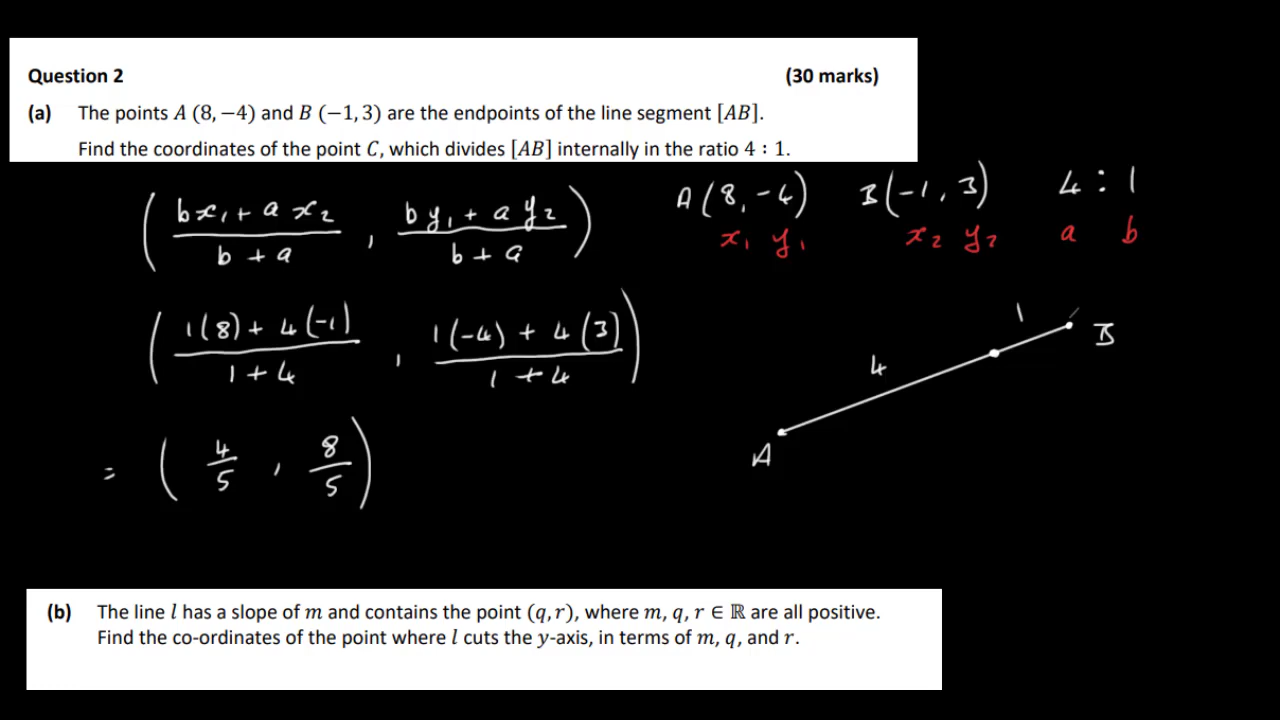 Question 2 (30 marks)
(a) The points A (8, −4) and B (−1, 3) are the endpoints of the line segment [AB].
Find the coordinates of the point C, which divides [AB] internally in the ratio 4 : 1.
( (bx₁ + a x₂)/(b + a) , (by₁ + a y₂)/(b + a) )
A(8, -4) B(-1, 3) 4 : 1
x₁ y₁ x₂ y₂ a b
( (1(8) + 4(-1))/(1 + 4) , (1(-4) + 4(3))/(1 + 4) )
1
B
4
A
= ( 4/5 , 8/5 )
(b) The line l has a slope of m and contains the point (q, r), where m, q, r ∈ ℝ are all positive.
Find the co-ordinates of the point where l cuts the y-axis, in terms of m, q, and r.